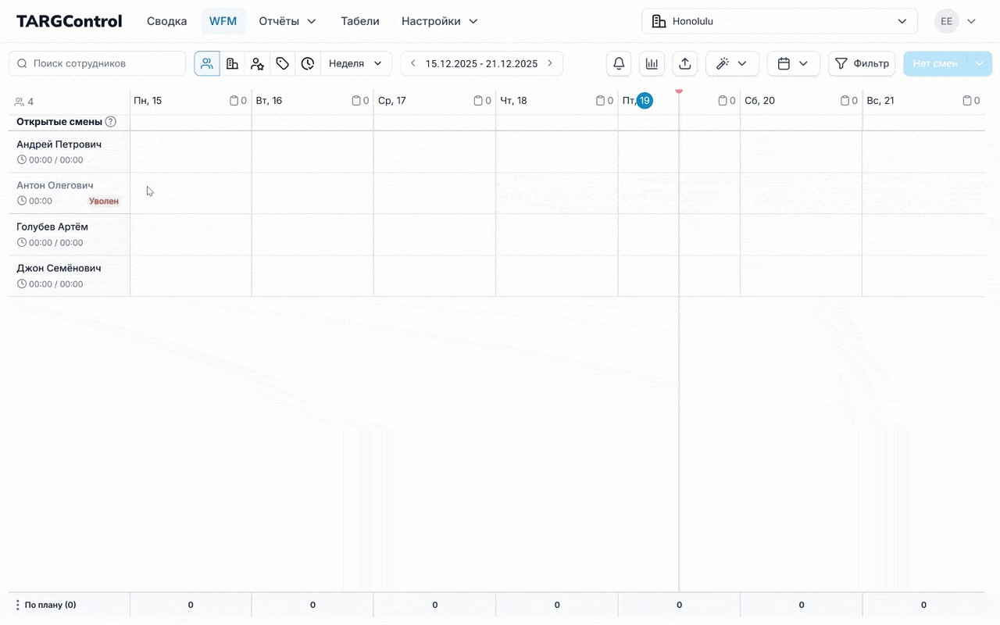 TARGControl Сводка WFM Отчёты Табели Настройки Honolulu EE
Поиск сотрудников Неделя 15.12.2025 - 21.12.2025 Фильтр Нет смен
4 Пн, 15 0 Вт, 16 0 Ср, 17 0 Чт, 18 0 Пт, 19 0 Сб, 20 0 Вс, 21 0
Открытые смены ?
Андрей Петрович
00:00 / 00:00
Антон Олегович
00:00 Уволен
Голубев Артём
00:00 / 00:00
Джон Семёнович
00:00 / 00:00
По плану (0) 0 0 0 0 0 0 0